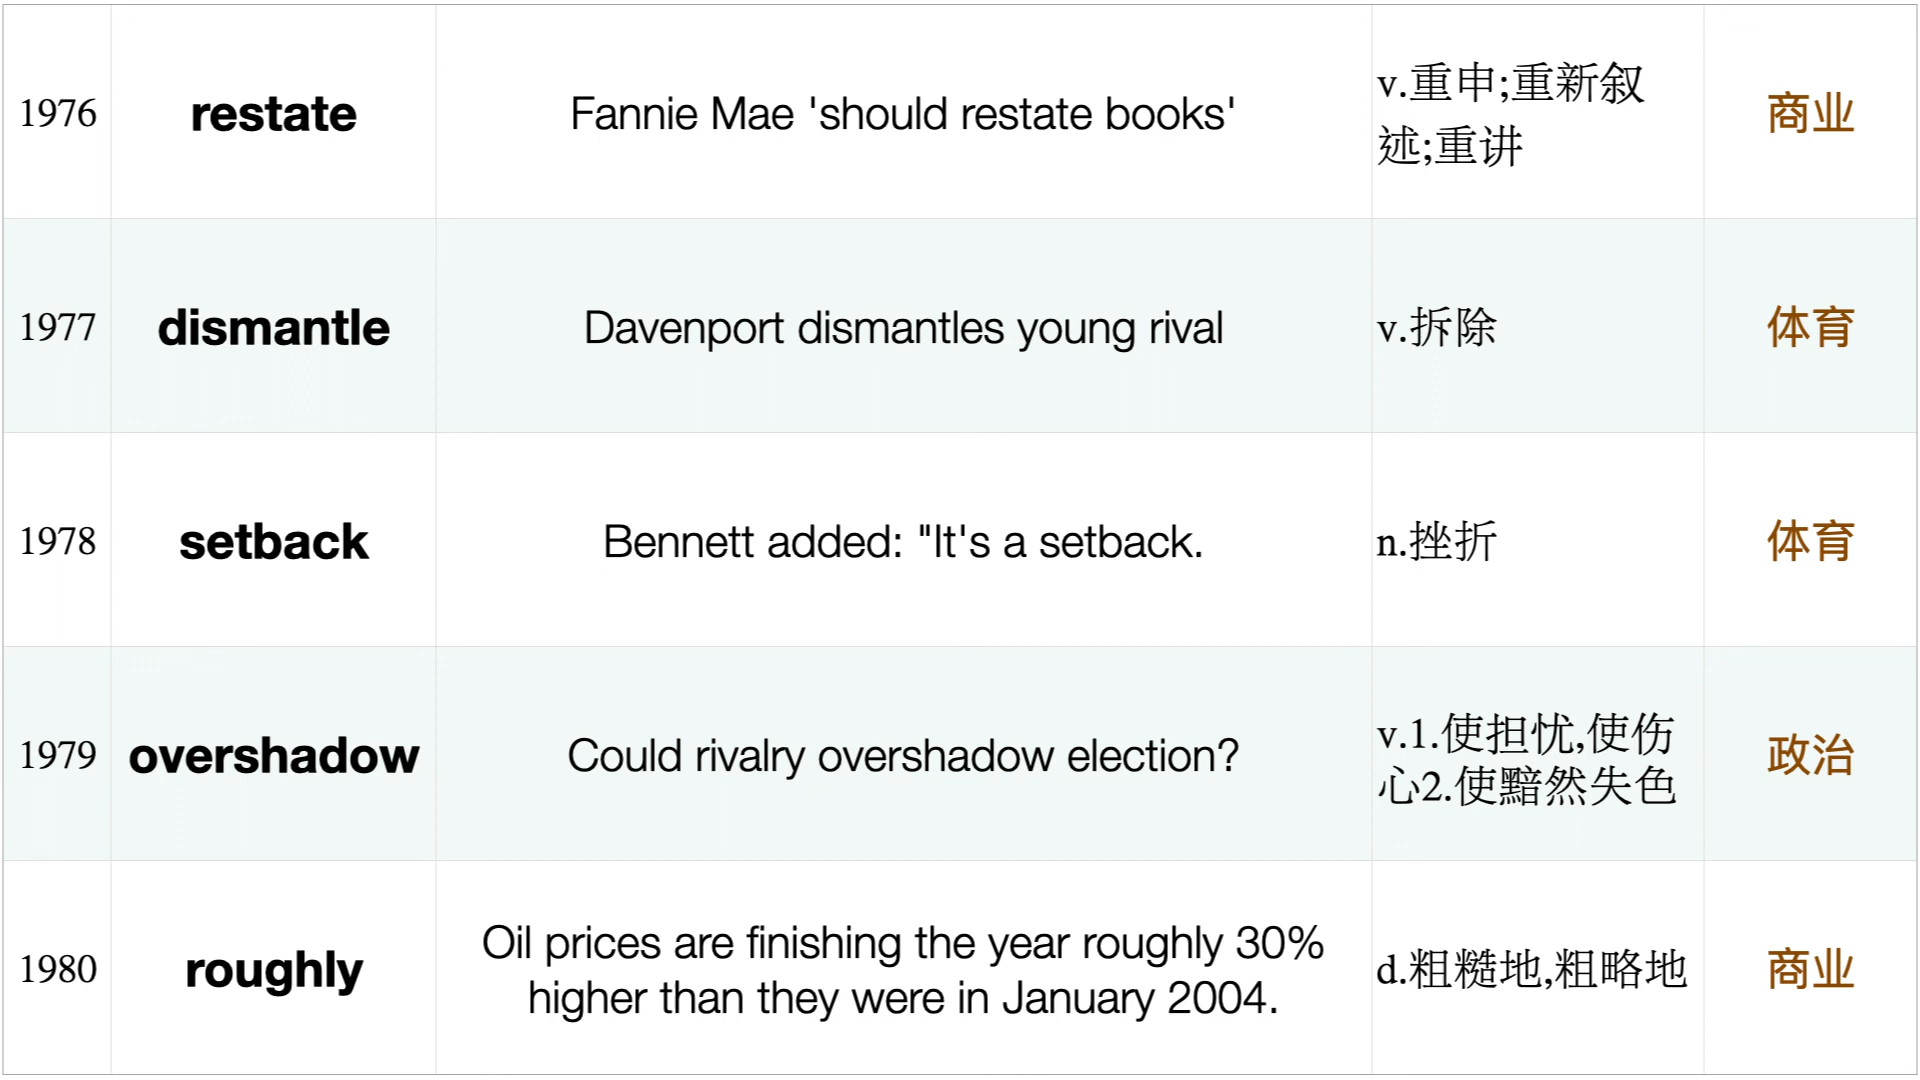 1976 restate Fannie Mae 'should restate books' v.重申;重新叙
述;重讲 商业
1977 dismantle Davenport dismantles young rival v.拆除 体育
1978 setback Bennett added: "It's a setback. n.挫折 体育
1979 overshadow Could rivalry overshadow election? v.1.使担忧,使伤
心2.使黯然失色 政治
1980 roughly Oil prices are finishing the year roughly 30%
higher than they were in January 2004. d.粗糙地,粗略地 商业